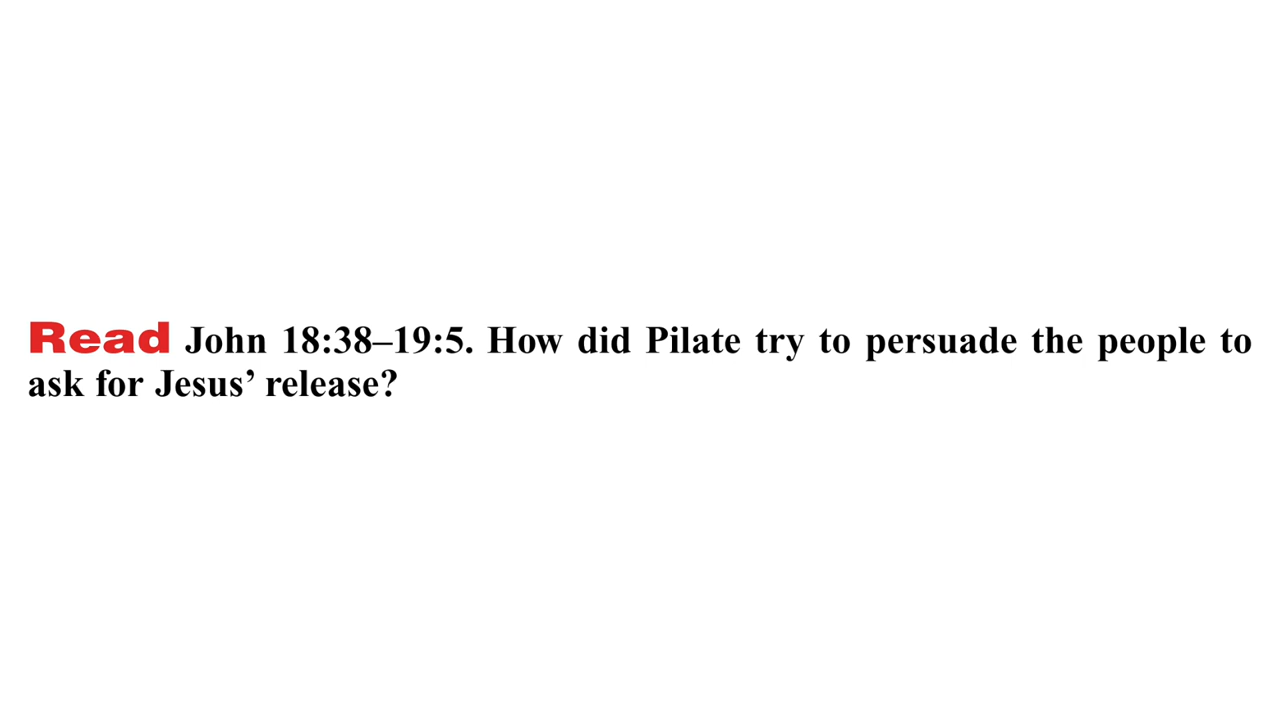 Read John 18:38–19:5. How did Pilate try to persuade the people to
ask for Jesus’ release?